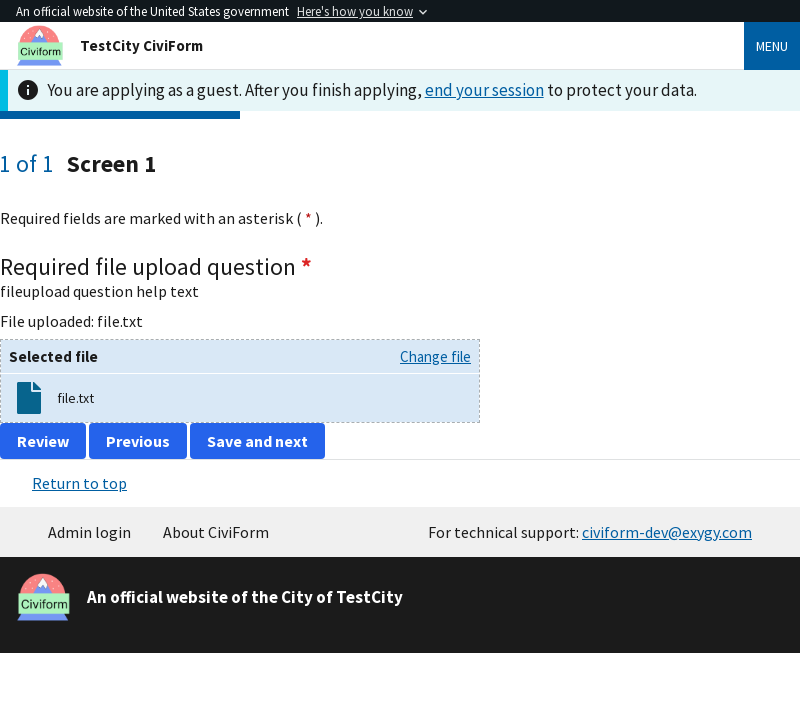 An official website of the United States government Here's how you know
Civiform TestCity CiviForm MENU
You are applying as a guest. After you finish applying, end your session to protect your data.
1 of 1 Screen 1
Required fields are marked with an asterisk ( * ).
Required file upload question *
fileupload question help text
File uploaded: file.txt
Selected file Change file
file.txt
Review Previous Save and next
Return to top
Admin login About CiviForm For technical support: civiform-dev@exygy.com
Civiform An official website of the City of TestCity